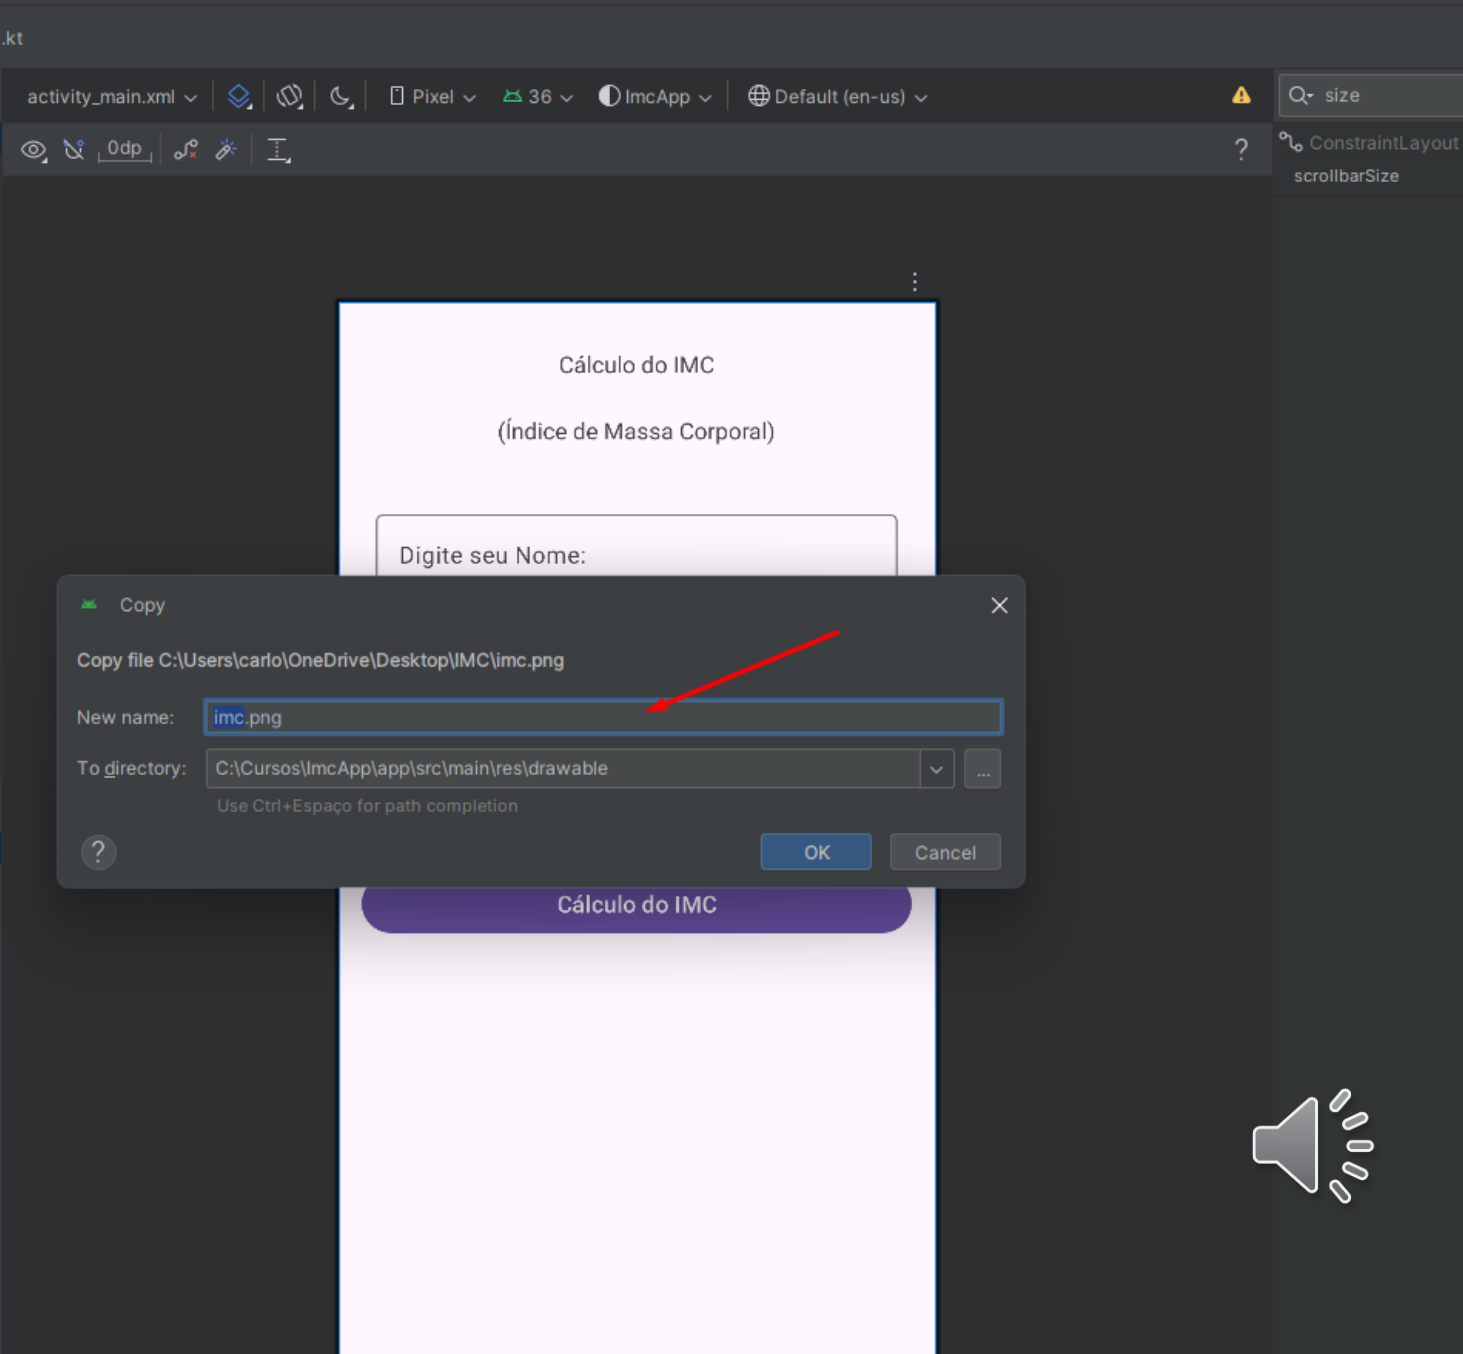 .kt
activity_main.xml
Pixel
36
ImcApp
Default (en-us)
size
0dp
?
ConstraintLayout
scrollbarSize
Cálculo do IMC
(Índice de Massa Corporal)
Digite seu Nome:
Copy
Copy file C:\Users\carlo\OneDrive\Desktop\IMC\imc.png
New name:
imc.png
To directory:
C:\Cursos\ImcApp\app\src\main\res\drawable
...
Use Ctrl+Espaço for path completion
?
OK
Cancel
Cálculo do IMC